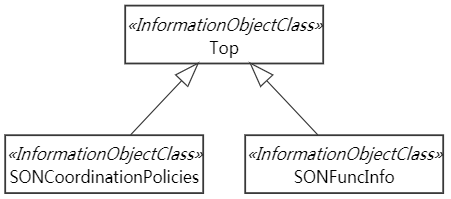 «InformationObjectClass»
Top
«InformationObjectClass»
SONCoordinationPolicies
«InformationObjectClass»
SONFuncInfo